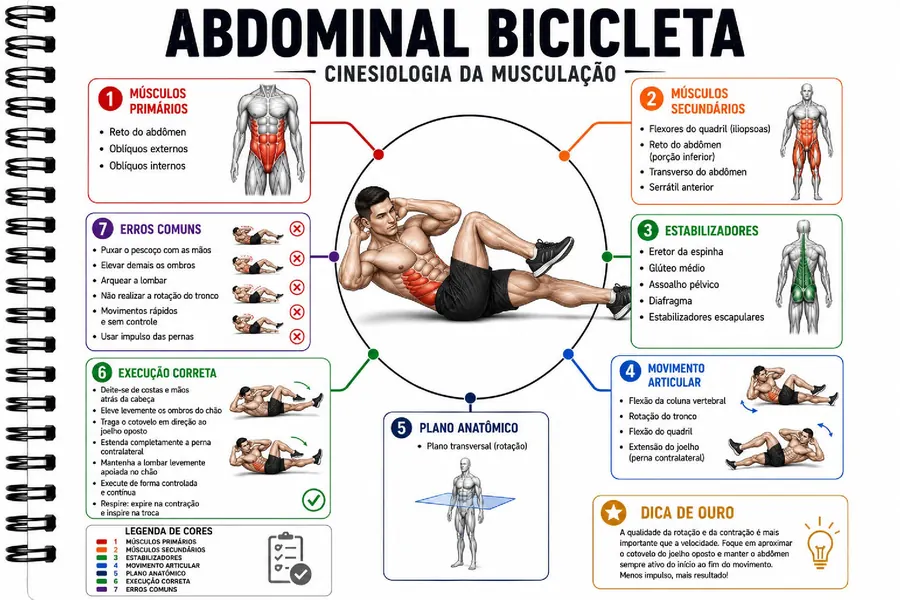 ABDOMINAL BICICLETA
CINESIOLOGIA DA MUSCULAÇÃO
1 MÚSCULOS
PRIMÁRIOS
• Reto do abdômen
• Oblíquos externos
• Oblíquos internos
2 MÚSCULOS
SECUNDÁRIOS
• Flexores do quadril (iliopsoas)
• Reto do abdômen
(porção inferior)
• Transverso do abdômen
• Serrátil anterior
3 ESTABILIZADORES
• Eretor da espinha
• Glúteo médio
• Assoalho pélvico
• Diafragma
• Estabilizadores escapulares
4 MOVIMENTO
ARTICULAR
• Flexão da coluna vertebral
• Rotação do tronco
• Flexão do quadril
• Extensão do joelho
(perna contralateral)
5 PLANO ANATÔMICO
• Plano transversal (rotação)
6 EXECUÇÃO CORRETA
• Deite-se de costas e mãos
atrás da cabeça
• Eleve levemente os ombros do chão
• Traga o cotovelo em direção ao
joelho oposto
• Estenda completamente a perna
contralateral
• Mantenha a lombar levemente
apoiada no chão
• Execute de forma controlada
e contínua
• Respire: expire na contração
e inspire na troca
7 ERROS COMUNS
• Puxar o pescoço com as mãos
• Elevar demais os ombros
• Arquear a lombar
• Não realizar a rotação do tronco
• Movimentos rápidos
e sem controle
• Usar impulso das pernas
LEGENDA DE CORES
1 MÚSCULOS PRIMÁRIOS
2 MÚSCULOS SECUNDÁRIOS
3 ESTABILIZADORES
4 MOVIMENTO ARTICULAR
5 PLANO ANATÔMICO
6 EXECUÇÃO CORRETA
7 ERROS COMUNS
DICA DE OURO
A qualidade da rotação e da contração é mais
importante que a velocidade. Foque em aproximar
o cotovelo do joelho oposto e manter o abdômen
sempre ativo do início ao fim do movimento.
Menos impulso, mais resultado!